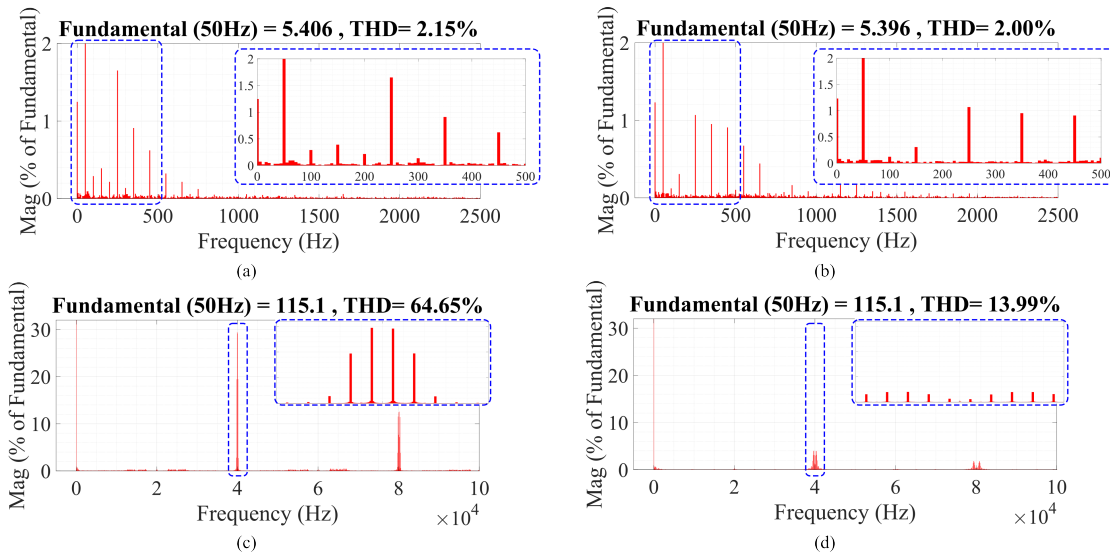 Fundamental (50Hz) = 5.406 , THD= 2.15%
Mag (% of Fundamental)
2
1
0
2
1.5
1
0.5
0
0 100 200 300 400 500
0 500 1000 1500 2000 2500
Frequency (Hz)
(a)
Fundamental (50Hz) = 5.396 , THD= 2.00%
Mag (% of Fundamental)
2
1
0
2
1.5
1
0.5
0
0 100 200 300 400 500
0 500 1000 1500 2000 2500
Frequency (Hz)
(b)
Fundamental (50Hz) = 115.1 , THD= 64.65%
Mag (% of Fundamental)
30
20
10
0
0 2 4 6 8 10
Frequency (Hz)
×10⁴
(c)
Fundamental (50Hz) = 115.1 , THD= 13.99%
Mag (% of Fundamental)
30
20
10
0
0 2 4 6 8 10
Frequency (Hz)
×10⁴
(d)